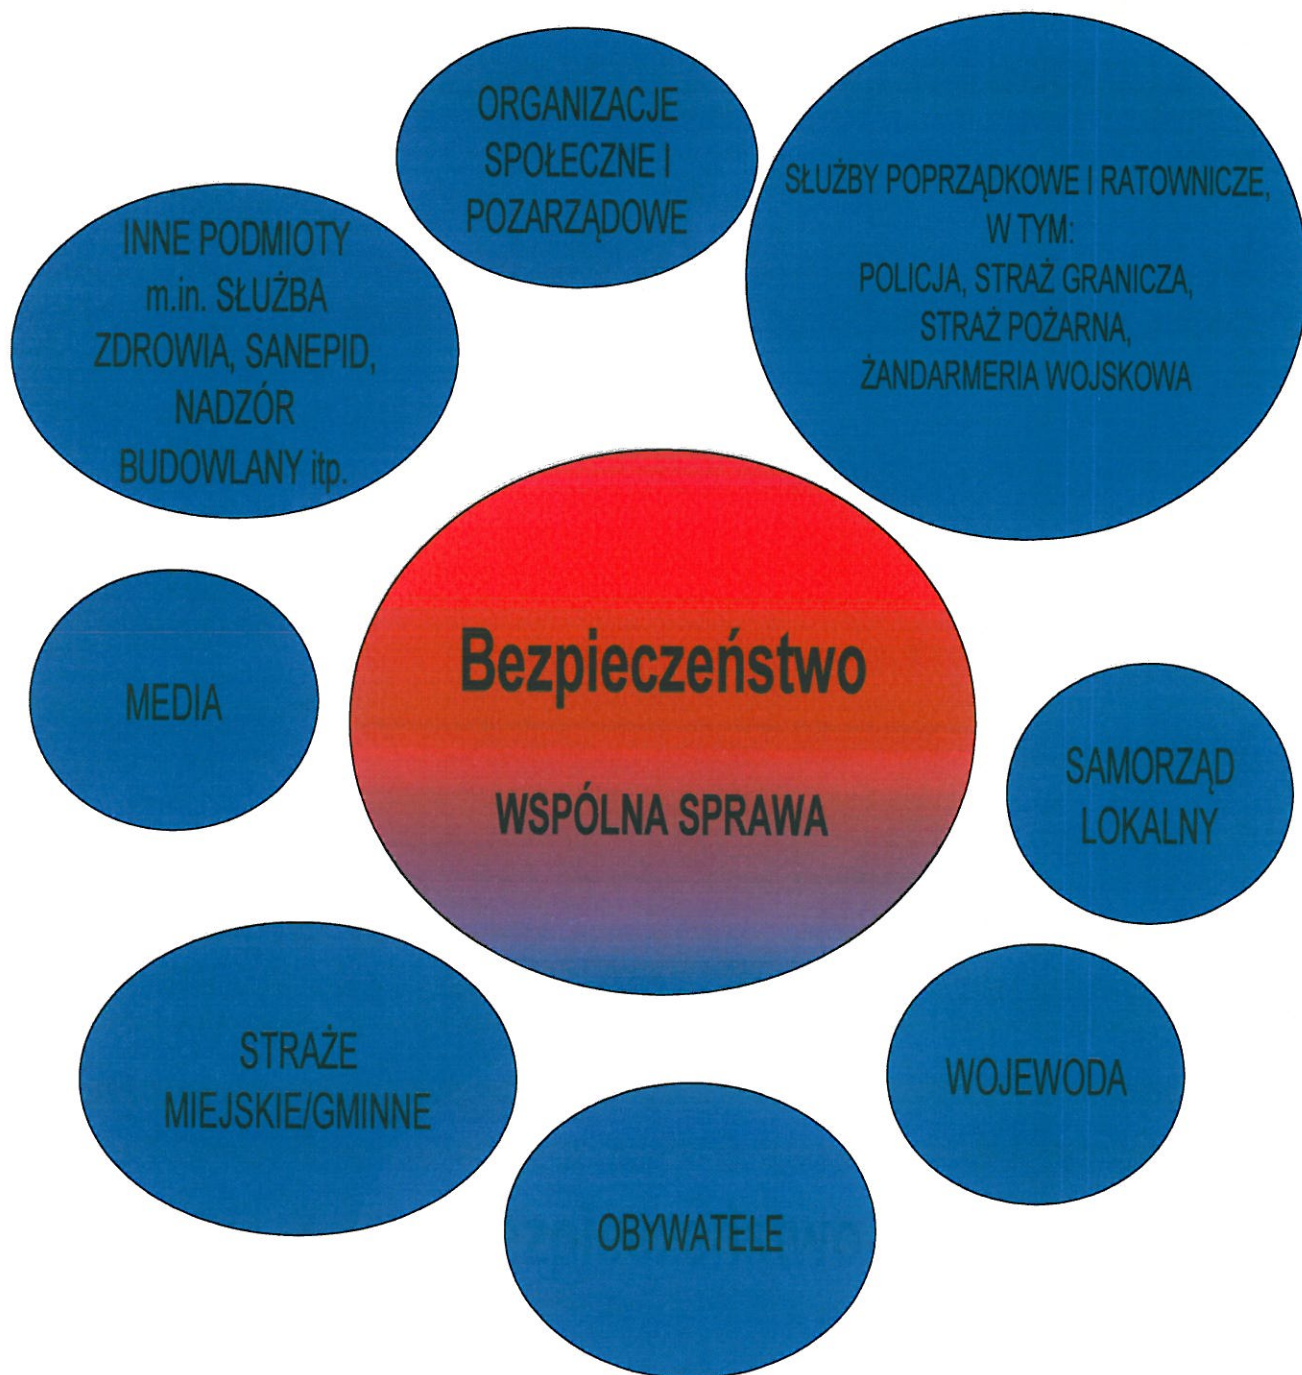 ORGANIZACJE
SPOŁECZNE I
POZARZĄDOWE
SŁUŻBY POPRZĄDKOWE I RATOWNICZE,
W TYM:
POLICJA, STRAŻ GRANICZA,
STRAŻ POŻARNA,
ŻANDARMERIA WOJSKOWA
INNE PODMIOTY
m.in. SŁUŻBA
ZDROWIA, SANEPID,
NADZÓR
BUDOWLANY itp.
Bezpieczeństwo
WSPÓLNA SPRAWA
MEDIA
SAMORZĄD
LOKALNY
STRAŻE
MIEJSKIE/GMINNE
WOJEWODA
OBYWATELE